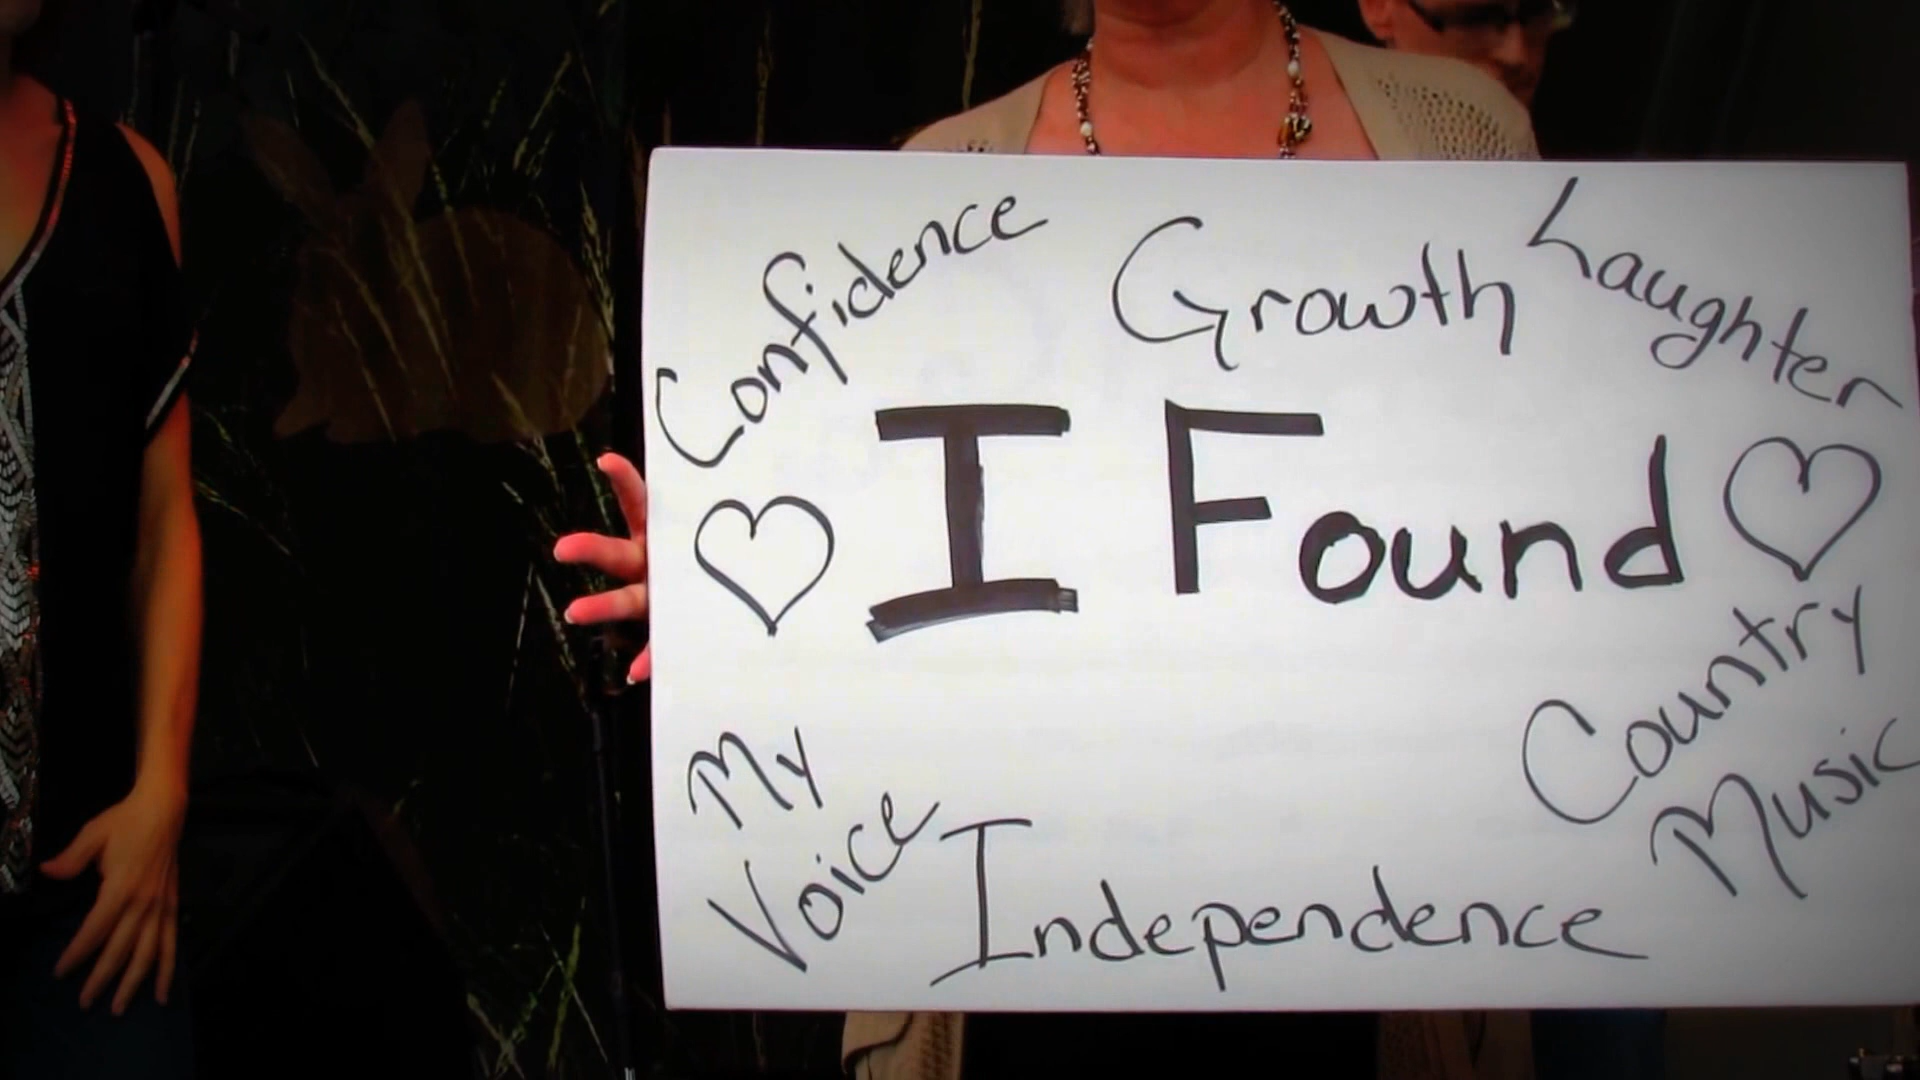 Confidence
Growth
Laughter
I Found
My
Voice
Independence
Country
Music